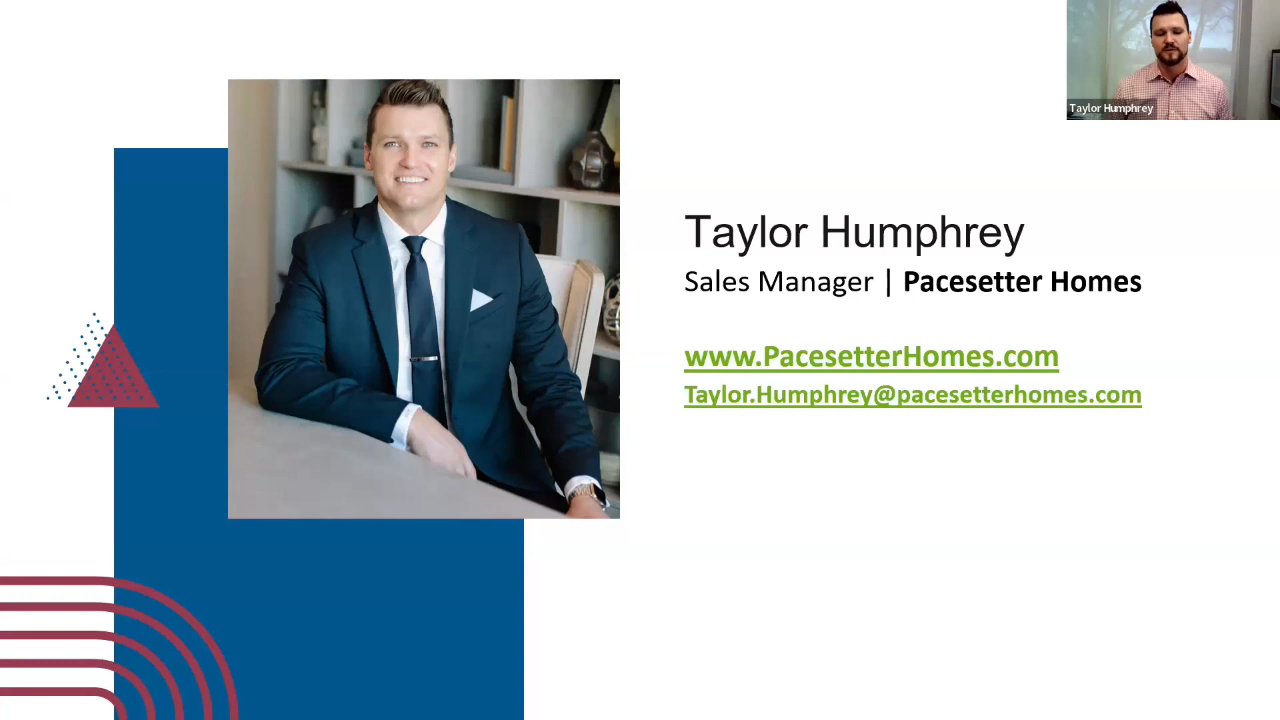 Taylor Humphrey
Taylor Humphrey
Sales Manager | Pacesetter Homes
www.PacesetterHomes.com
Taylor.Humphrey@pacesetterhomes.com